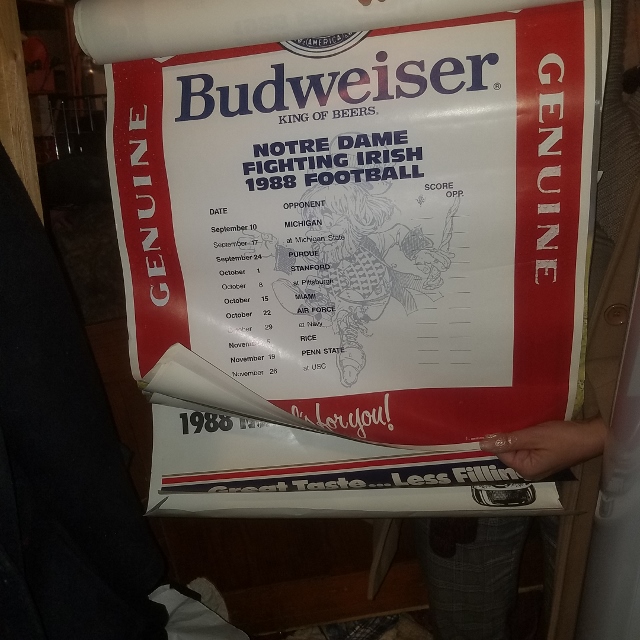 AMERICAN
Budweiser®
KING OF BEERS.
GENUINE
GENUINE
NOTRE DAME
FIGHTING IRISH
1988 FOOTBALL
DATE OPPONENT SCORE
OPP.
September 10 MICHIGAN
September 17 at Michigan State
September 24 PURDUE
October 1 STANFORD
October 8 at Pittsburgh
October 15 MIAMI
October 22 AIR FORCE
29 at Navy
RICE
November 19 PENN STATE
November 26 at USC
for you!
1988
Great Taste... Less Filli